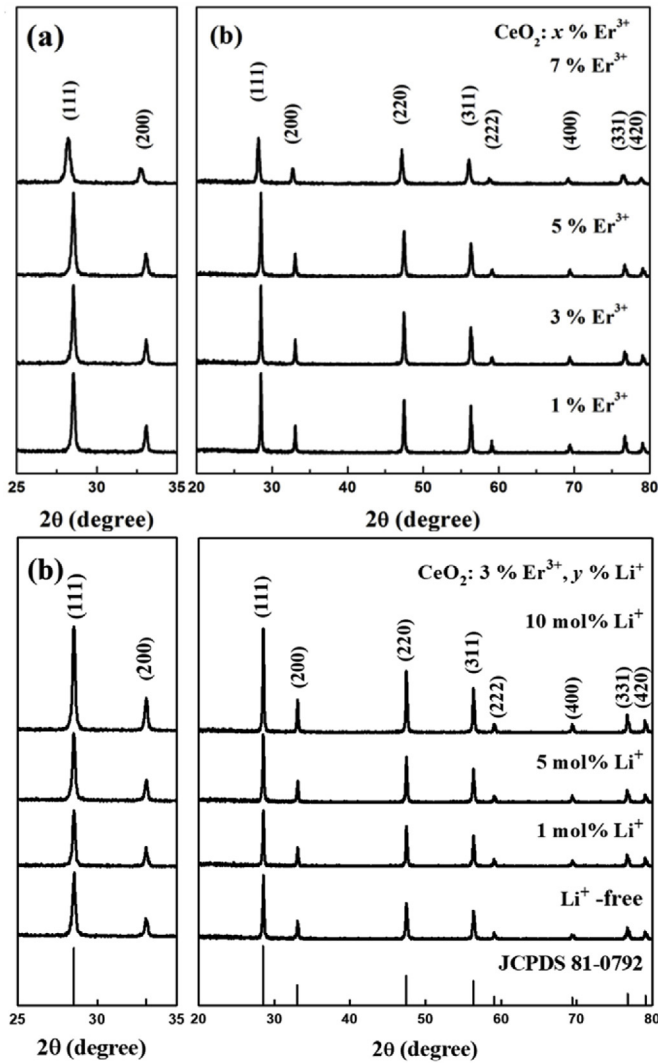 (a)
(111)
(200)
25 30 35
2θ (degree)
(b)
CeO₂: x % Er³⁺
7 % Er³⁺
(111)
(200)
(220)
(311)
(222)
(400)
(331)
(420)
5 % Er³⁺
3 % Er³⁺
1 % Er³⁺
20 30 40 50 60 70 80
2θ (degree)
(b)
(111)
(200)
25 30 35
2θ (degree)
CeO₂: 3 % Er³⁺, y % Li⁺
10 mol% Li⁺
(111)
(200)
(220)
(311)
(222)
(400)
(331)
(420)
5 mol% Li⁺
1 mol% Li⁺
Li⁺ -free
JCPDS 81-0792
20 30 40 50 60 70 80
2θ (degree)